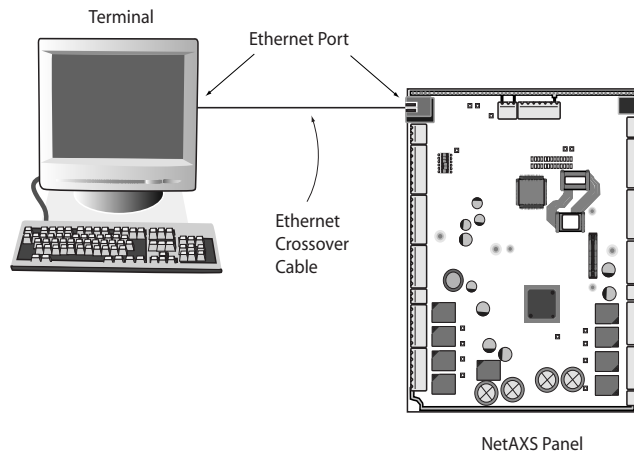 Terminal
Ethernet Port
Ethernet
Crossover
Cable
NetAXS Panel